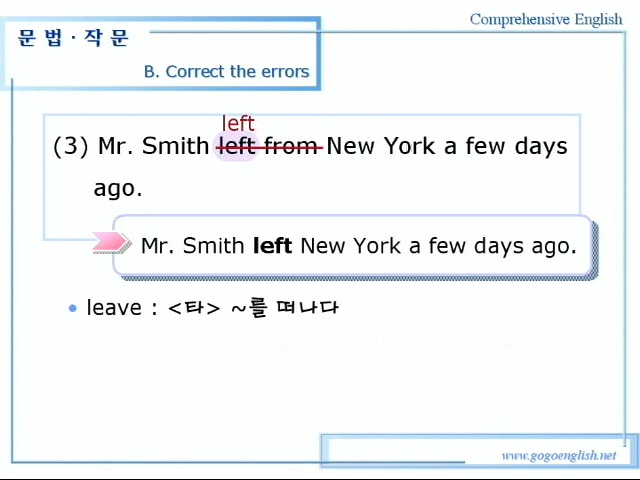 Comprehensive English
문 법 · 작 문
B. Correct the errors
left
(3) Mr. Smith left from New York a few days
ago.
Mr. Smith left New York a few days ago.
• leave : <타> ~를 떠나다
www.gogoenglish.net